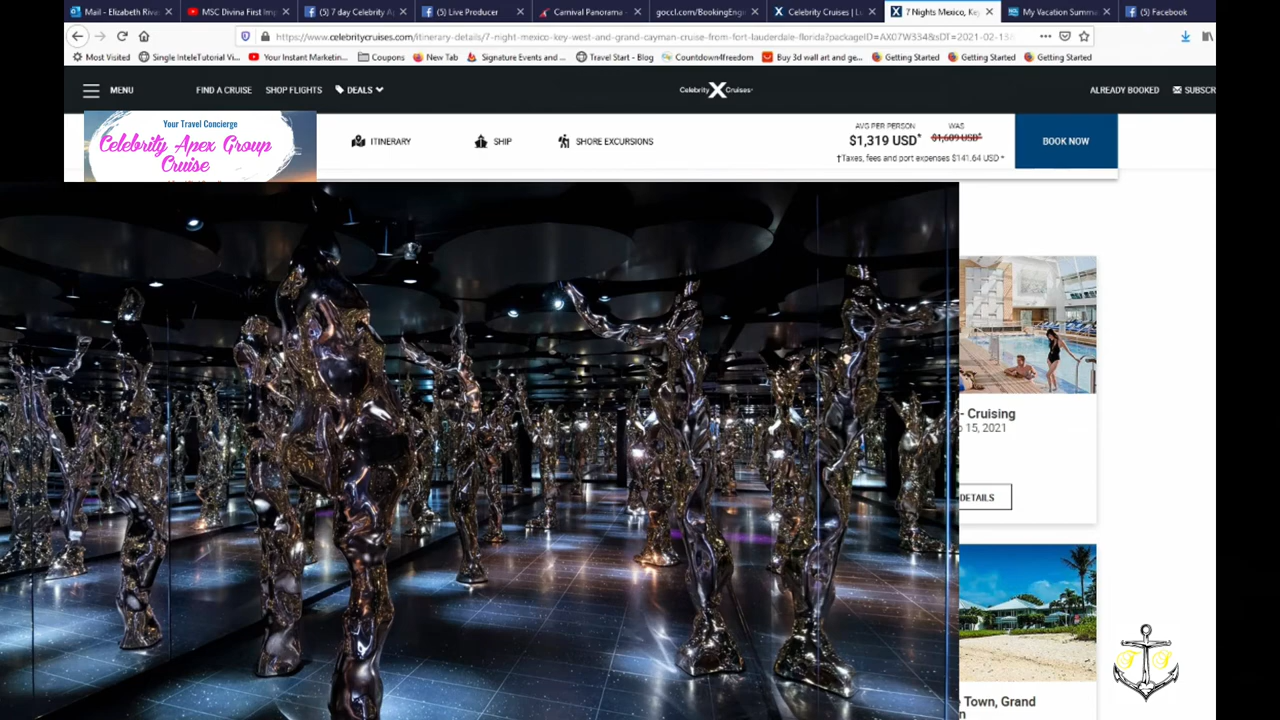 Mail - Elizabeth Rive
MSC Divina First Imp
(5) 7 day Celebrity A
(5) Live Producer
Carnival Panorama -
goccl.com/BookingEng
Celebrity Cruises | Lu
7 Nights Mexico, Key
My Vacation Summa
(5) Facebook
https://www.celebritycruises.com/itinerary-details/7-night-mexico-key-west-and-grand-cayman-cruise-from-fort-lauderdale-florida?packageID=AX07W334&sDT=2021-02-13&
Most Visited
Single InteleTutorial Vi...
Your Instant Marketin...
Coupons
New Tab
Signature Events and ...
Travel Start - Blog
Countdown4freedom
Buy 3d wall art and ge...
Getting Started
Getting Started
Getting Started
MENU
FIND A CRUISE
SHOP FLIGHTS
DEALS
Celebrity X Cruises
ALREADY BOOKED
SUBSCR
Your Travel Concierge
Celebrity Apex Group
Cruise
ITINERARY
SHIP
SHORE EXCURSIONS
AVG PER PERSON
WAS
$1,319 USD*
$1,609 USD*
†Taxes, fees and port expenses $141.64 USD *
BOOK NOW
- Cruising
15, 2021
DETAILS
Town, Grand